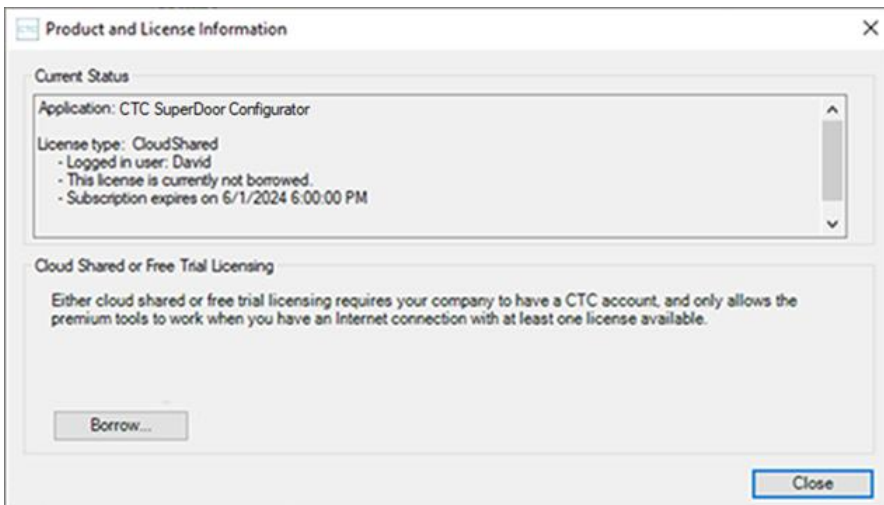 CTC Product and License Information
Current Status
Application: CTC SuperDoor Configurator
License type: CloudShared
- Logged in user: David
- This license is currently not borrowed.
- Subscription expires on 6/1/2024 6:00:00 PM
Cloud Shared or Free Trial Licensing
Either cloud shared or free trial licensing requires your company to have a CTC account, and only allows the
premium tools to work when you have an Internet connection with at least one license available.
Borrow...
Close